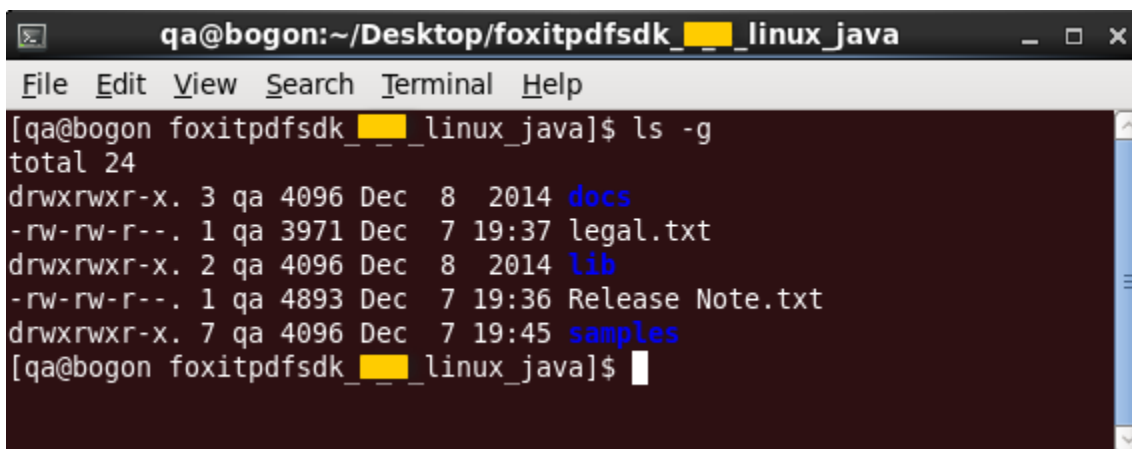 qa@bogon:~/Desktop/foxitpdfsdk_ _ _linux_java
File Edit View Search Terminal Help
[qa@bogon foxitpdfsdk_ _ _linux_java]$ ls -g
total 24
drwxrwxr-x. 3 qa 4096 Dec  8  2014 docs
-rw-rw-r--. 1 qa 3971 Dec  7 19:37 legal.txt
drwxrwxr-x. 2 qa 4096 Dec  8  2014 lib
-rw-rw-r--. 1 qa 4893 Dec  7 19:36 Release Note.txt
drwxrwxr-x. 7 qa 4096 Dec  7 19:45 samples
[qa@bogon foxitpdfsdk_ _ _linux_java]$